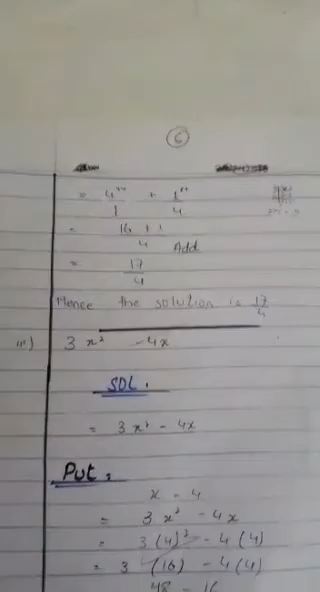 6
= 4 + 1
1 4
= 16 + 1
4 Add
= 17
4
Hence the solution is 17/4
iii) 3x² - 4x
SOL.
= 3x² - 4x
Put,
x = 4
= 3x² - 4x
= 3(4)² - 4(4)
= 3(16) - 4(4)
48 - 16